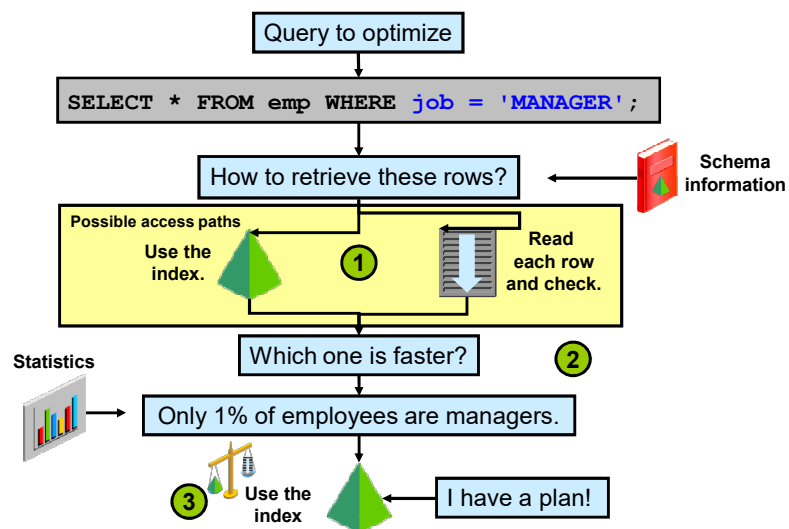 Query to optimize
SELECT * FROM emp WHERE job = 'MANAGER';
How to retrieve these rows?
Schema
information
Possible access paths
Use the
index.
1
Read
each row
and check.
Which one is faster?
2
Statistics
Only 1% of employees are managers.
3
Use the
index
I have a plan!